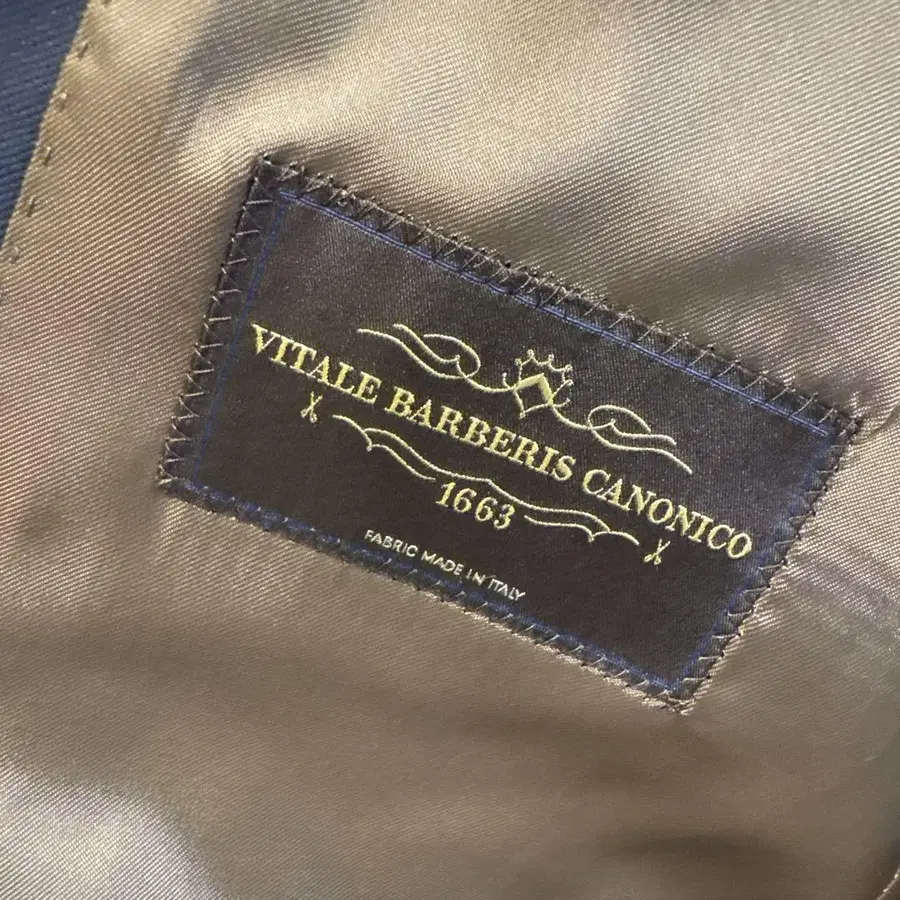 VITALE BARBERIS CANONICO
1663
FABRIC MADE IN ITALY